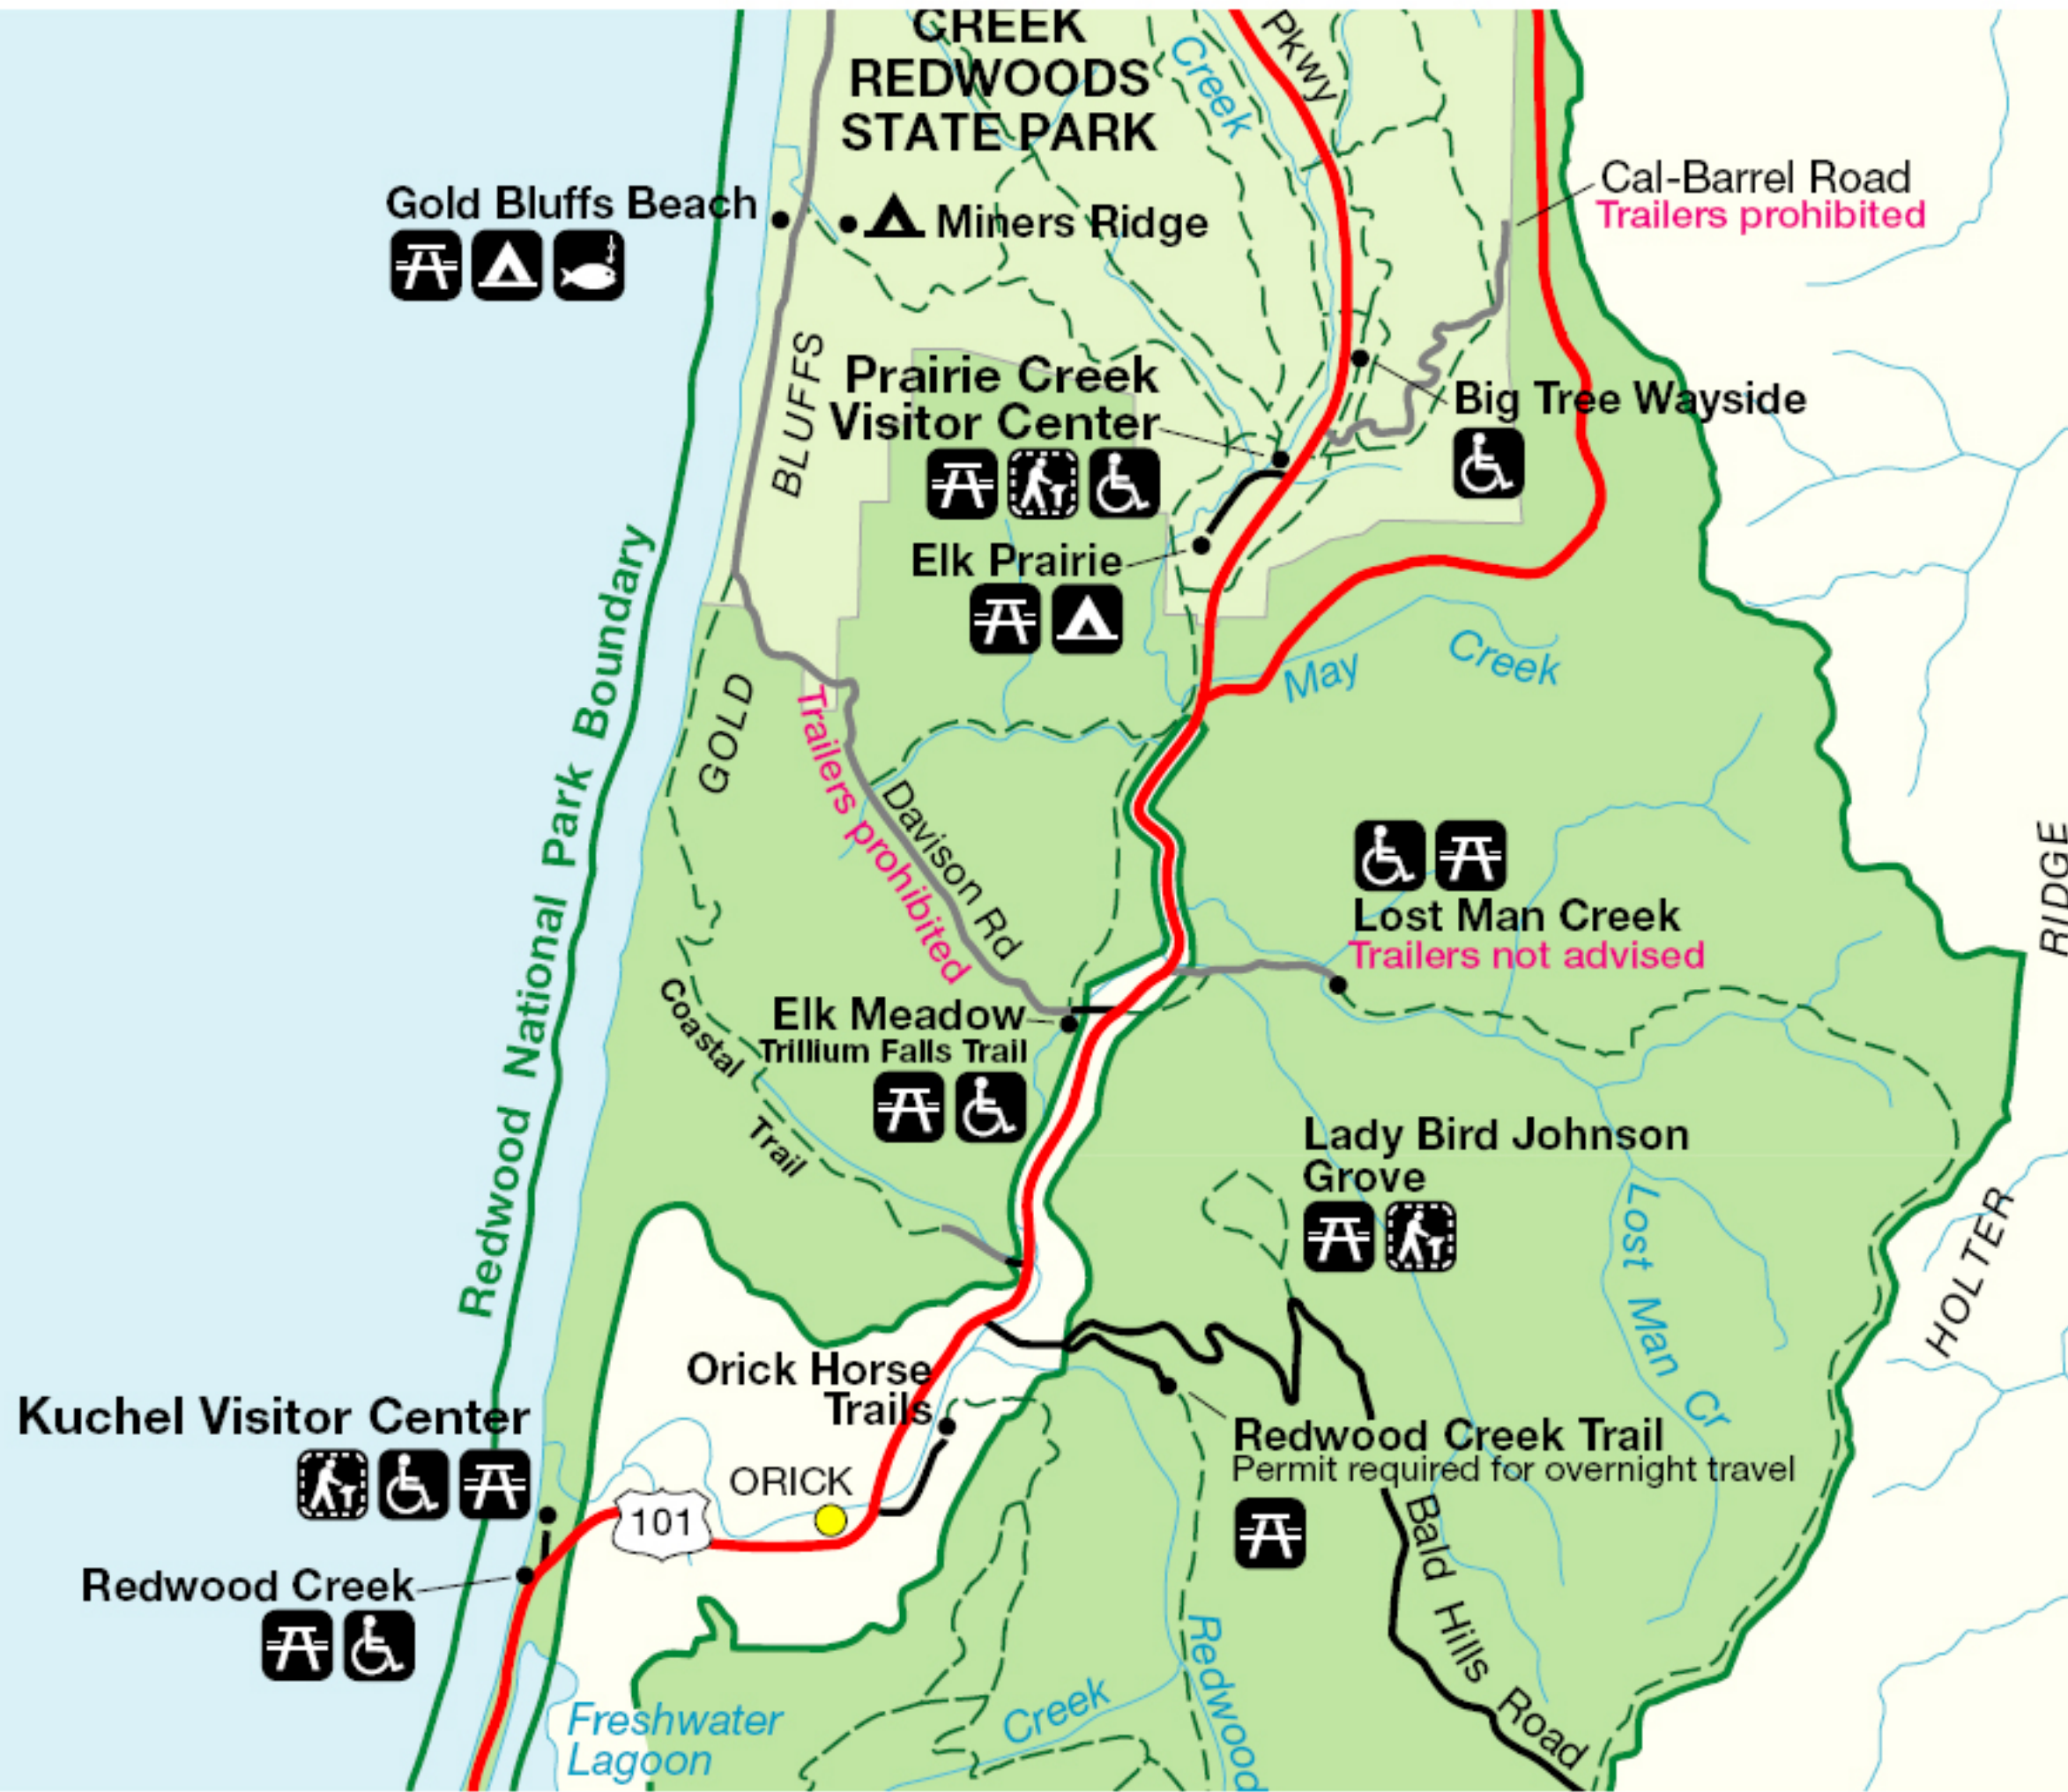 CREEK
REDWOODS
STATE PARK
Creek
Pkwy
Cal-Barrel Road
Trailers prohibited
Gold Bluffs Beach
Miners Ridge
GOLD
BLUFFS
Prairie Creek
Visitor Center
Big Tree Wayside
Elk Prairie
May
Creek
Redwood National Park Boundary
Trailers prohibited
Davison Rd
Lost Man Creek
Trailers not advised
Elk Meadow
Trillium Falls Trail
Coastal
Trail
Lady Bird Johnson
Grove
Lost Man Cr
HOLTER
RIDGE
Orick Horse
Trails
Kuchel Visitor Center
ORICK
101
Redwood Creek Trail
Permit required for overnight travel
Redwood Creek
Bald Hills Road
Freshwater
Lagoon
Redwood
Creek